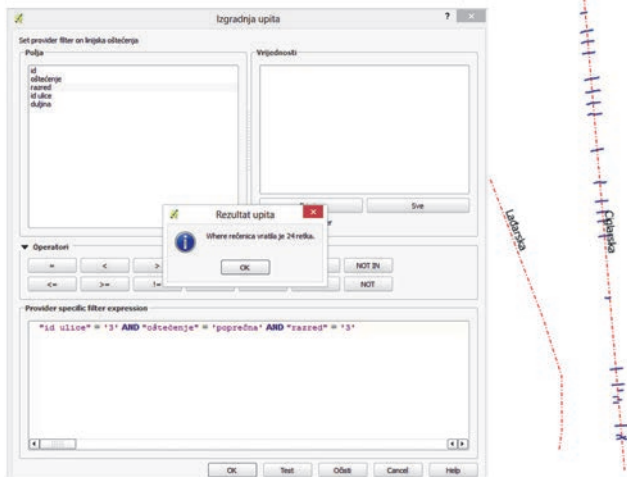 Izgradnja upita
?
Set provider filter on linijska oštećenja
Polja
Vrijednosti
id
oštećenje
razred
id ulice
duljina
Sve
Rezultat upita
Where rečenica vratila je 24 retka.
OK
Operatori
=
<
>
NOT IN
<=
>=
!=
NOT
Provider specific filter expression
"id ulice" = '3' AND "oštećenje" = 'poprečna' AND "razred" = '3'
OK
Test
Očisti
Cancel
Help
Lađarska
Ciglarska